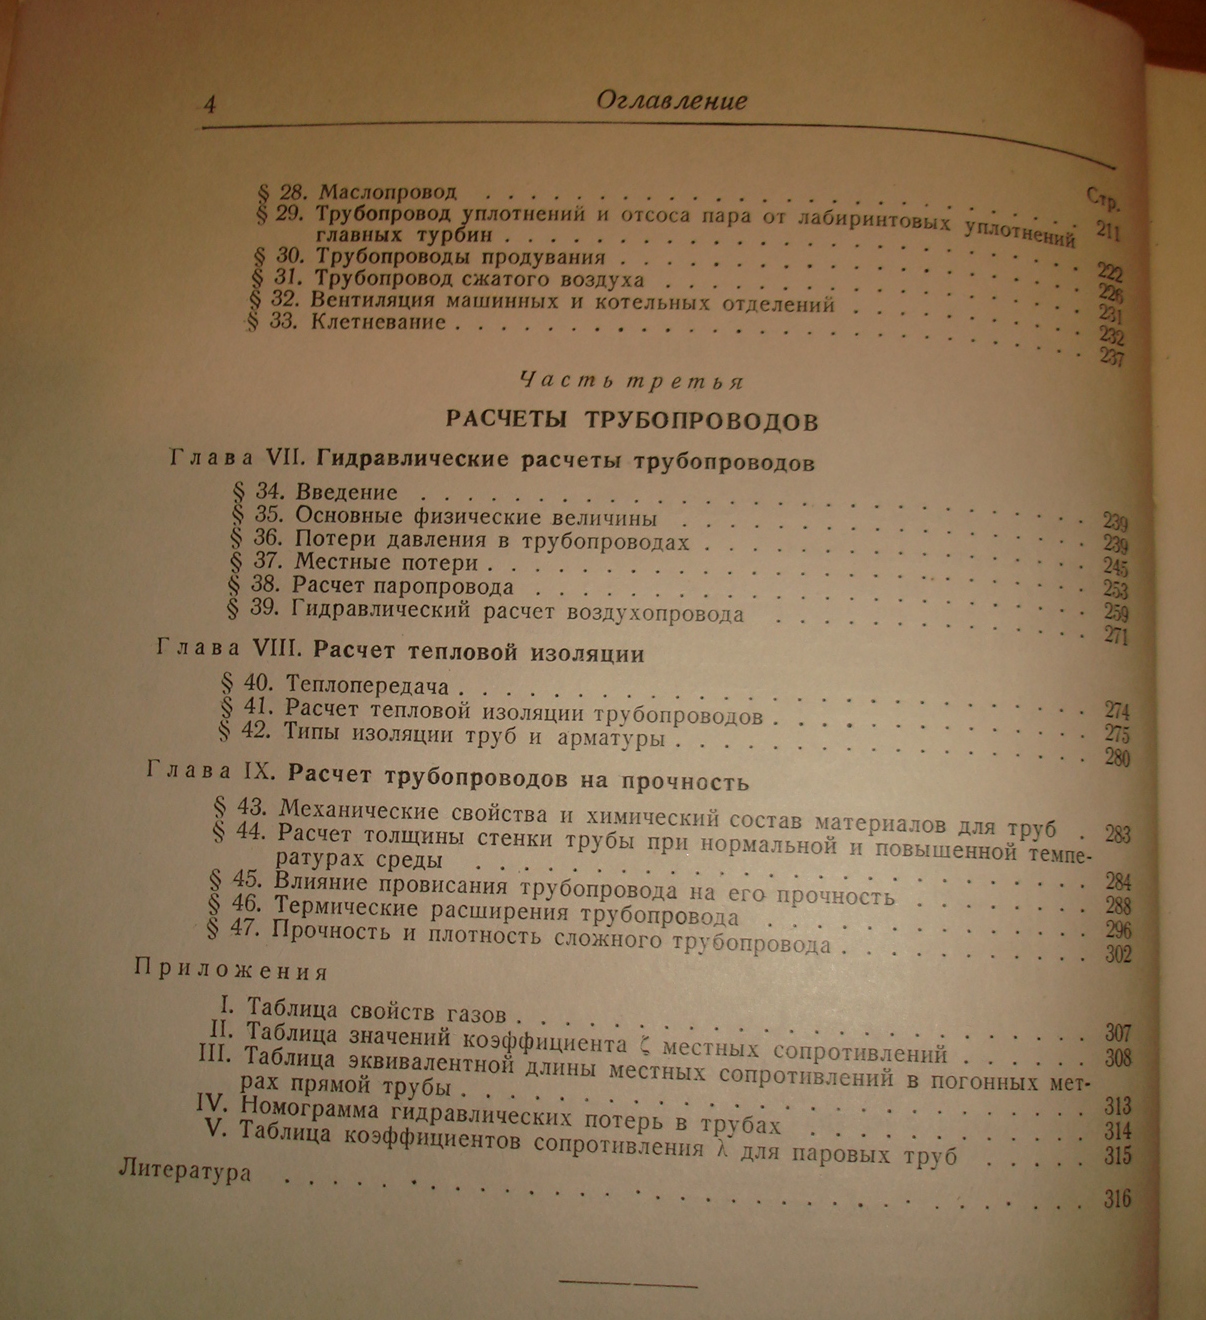 4 Оглавление
Стр.
§ 28. Маслопровод . . . . . . . . . . . . . . . . . . . . 211
§ 29. Трубопровод уплотнений и отсоса пара от лабиринтовых уплотнений
главных турбин . . . . . . . . . . . . . . . . . . . . 222
§ 30. Трубопроводы продувания . . . . . . . . . . . . . . . . 226
§ 31. Трубопровод сжатого воздуха . . . . . . . . . . . . . . . 231
§ 32. Вентиляция машинных и котельных отделений . . . . . . . . 232
§ 33. Клетневание . . . . . . . . . . . . . . . . . . . . . 237
Часть третья
РАСЧЕТЫ ТРУБОПРОВОДОВ
Глава VII. Гидравлические расчеты трубопроводов
§ 34. Введение . . . . . . . . . . . . . . . . . . . . . . 239
§ 35. Основные физические величины . . . . . . . . . . . . . . 239
§ 36. Потери давления в трубопроводах . . . . . . . . . . . . . 245
§ 37. Местные потери . . . . . . . . . . . . . . . . . . . . 253
§ 38. Расчет паропровода . . . . . . . . . . . . . . . . . . 259
§ 39. Гидравлический расчет воздухопровода . . . . . . . . . . . 271
Глава VIII. Расчет тепловой изоляции
§ 40. Теплопередача . . . . . . . . . . . . . . . . . . . . 274
§ 41. Расчет тепловой изоляции трубопроводов . . . . . . . . . . 275
§ 42. Типы изоляции труб и арматуры . . . . . . . . . . . . . . 280
Глава IX. Расчет трубопроводов на прочность
§ 43. Механические свойства и химический состав материалов для труб . 283
§ 44. Расчет толщины стенки трубы при нормальной и повышенной темпе-
ратурах среды . . . . . . . . . . . . . . . . . . . . 284
§ 45. Влияние провисания трубопровода на его прочность . . . . . . 288
§ 46. Термические расширения трубопровода . . . . . . . . . . . 296
§ 47. Прочность и плотность сложного трубопровода . . . . . . . . 302
Приложения
I. Таблица свойств газов . . . . . . . . . . . . . . . . . . 307
II. Таблица значений коэффициента ζ местных сопротивлений . . . . . . 308
III. Таблица эквивалентной длины местных сопротивлений в погонных мет-
рах прямой трубы . . . . . . . . . . . . . . . . . . . . 313
IV. Номограмма гидравлических потерь в трубах . . . . . . . . . . 314
V. Таблица коэффициентов сопротивления λ для паровых труб . . . . . 315
Литература . . . . . . . . . . . . . . . . . . . . . . . . 316